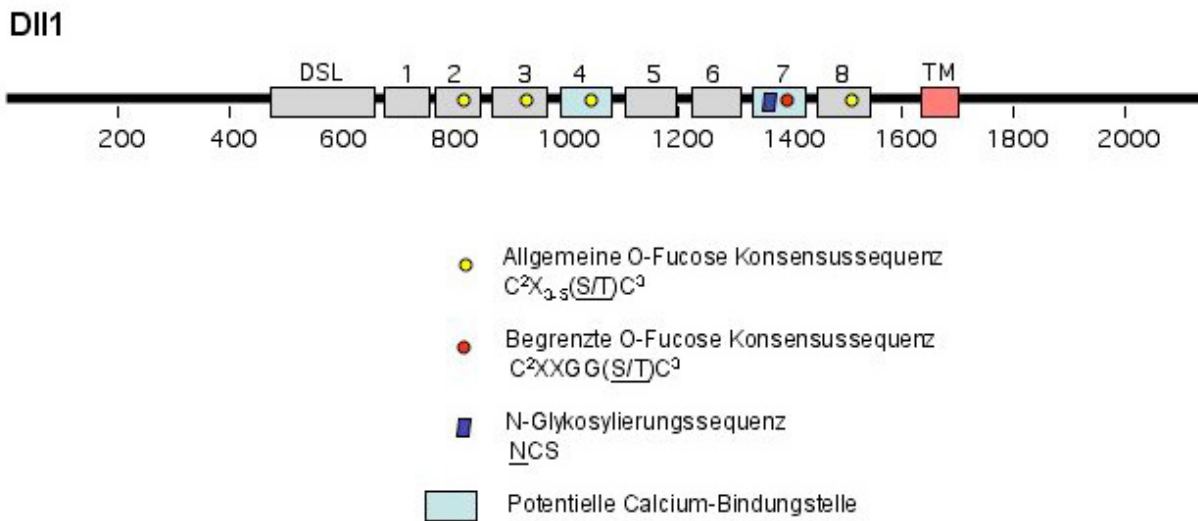 Dll1
DSL 1 2 3 4 5 6 7 8 TM
200 400 600 800 1000 1200 1400 1600 1800 2000
Allgemeine O-Fucose Konsensussequenz
C²X₃₋₅(S/T)C³
Begrenzte O-Fucose Konsensussequenz
C²XXGG(S/T)C³
N-Glykosylierungssequenz
NCS
Potentielle Calcium-Bindungstelle